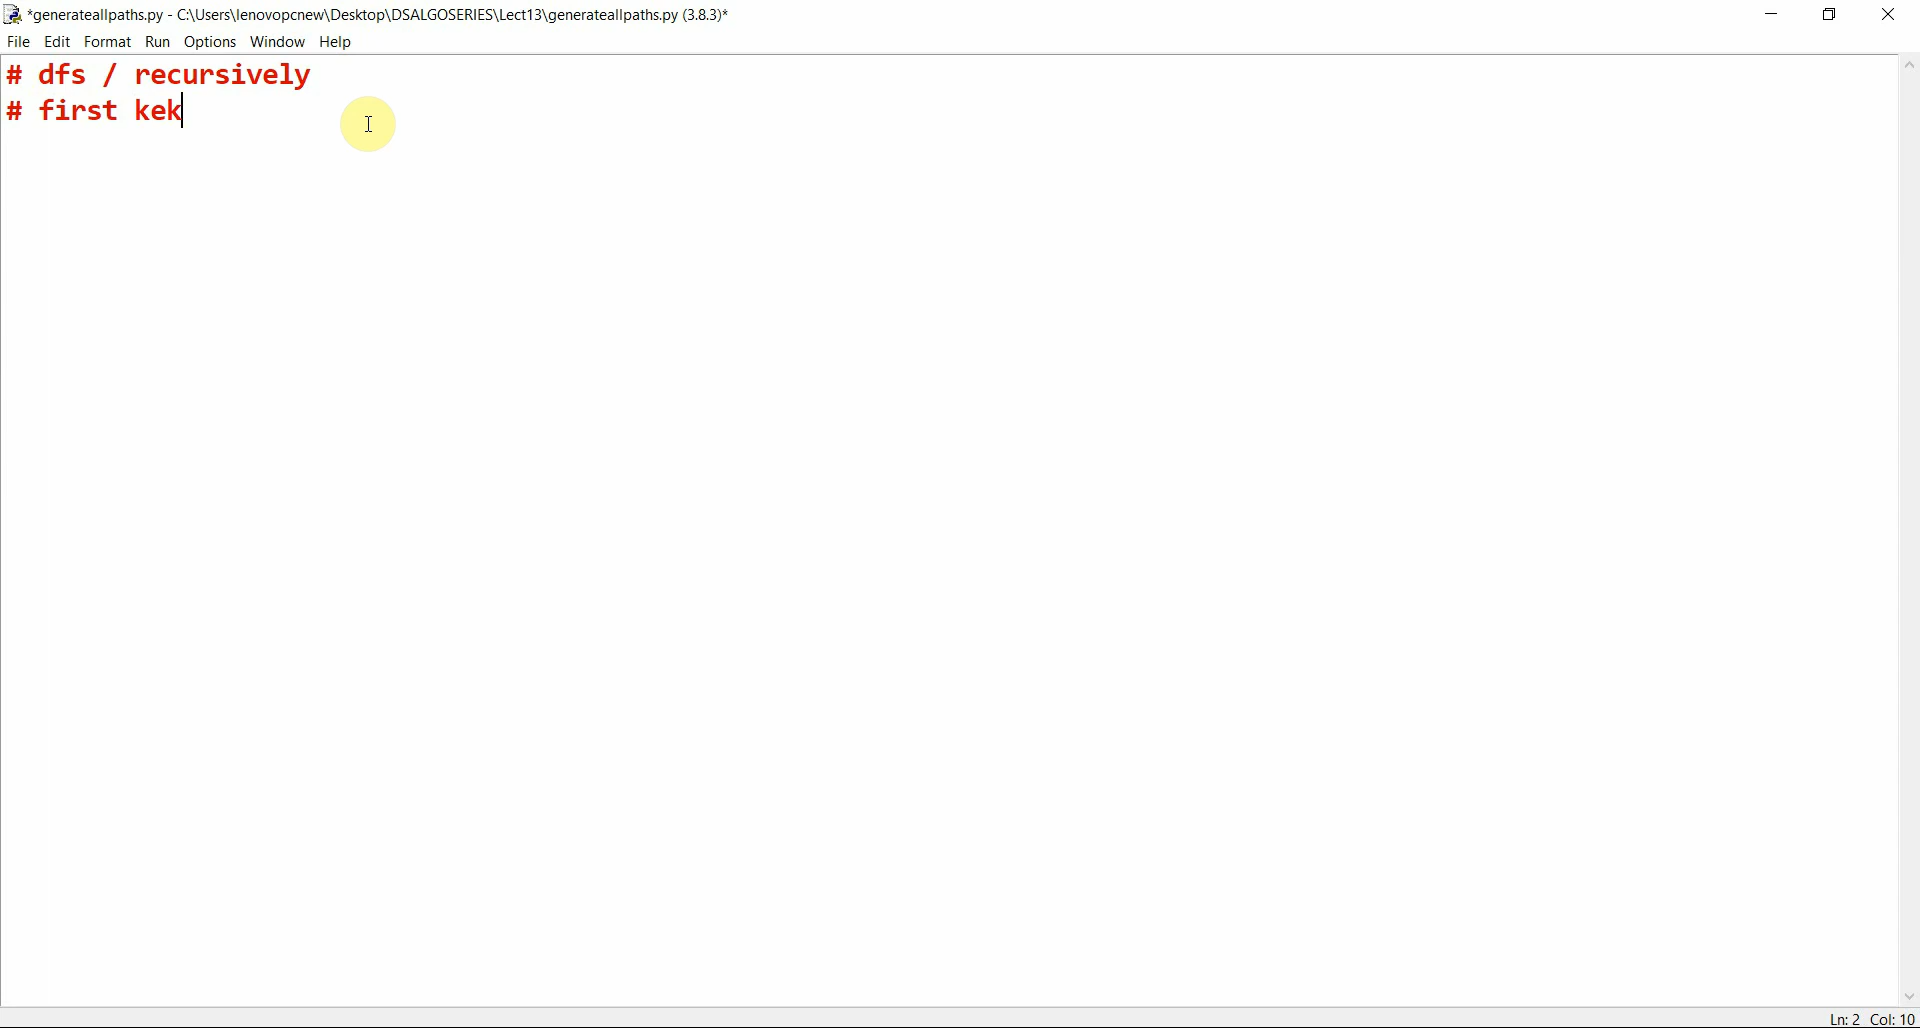 *generateallpaths.py - C:\Users\lenovopcnew\Desktop\DSALGOSERIES\Lect13\generateallpaths.py (3.8.3)*
File Edit Format Run Options Window Help
# dfs / recursively
# first kek
Ln: 2 Col: 10